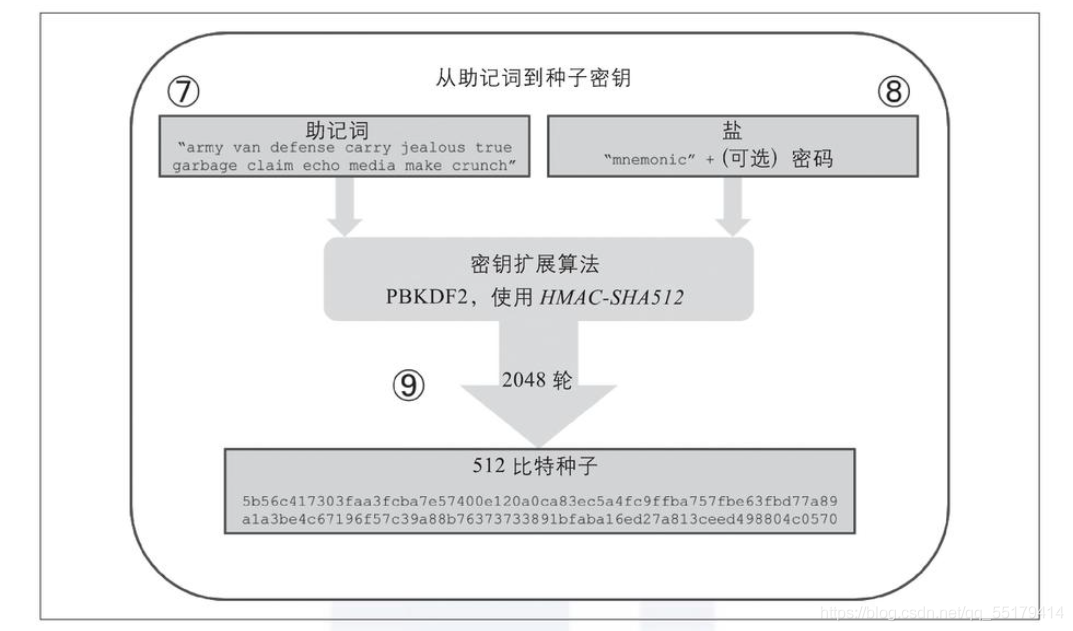 从助记词到种子密钥
⑦
⑧
助记词
“army van defense carry jealous true
garbage claim echo media make crunch”
盐
“mnemonic” + (可选) 密码
密钥扩展算法
PBKDF2，使用 HMAC-SHA512
⑨
2048 轮
512 比特种子
5b56c417303faa3fcba7e57400e120a0ca83ec5a4fc9ffba757fbe63fbd77a89
a1a3be4c67196f57c39a88b76373733891bfaba16ed27a813ceed498804c0570
https://blog.csdn.net/qq_55179414